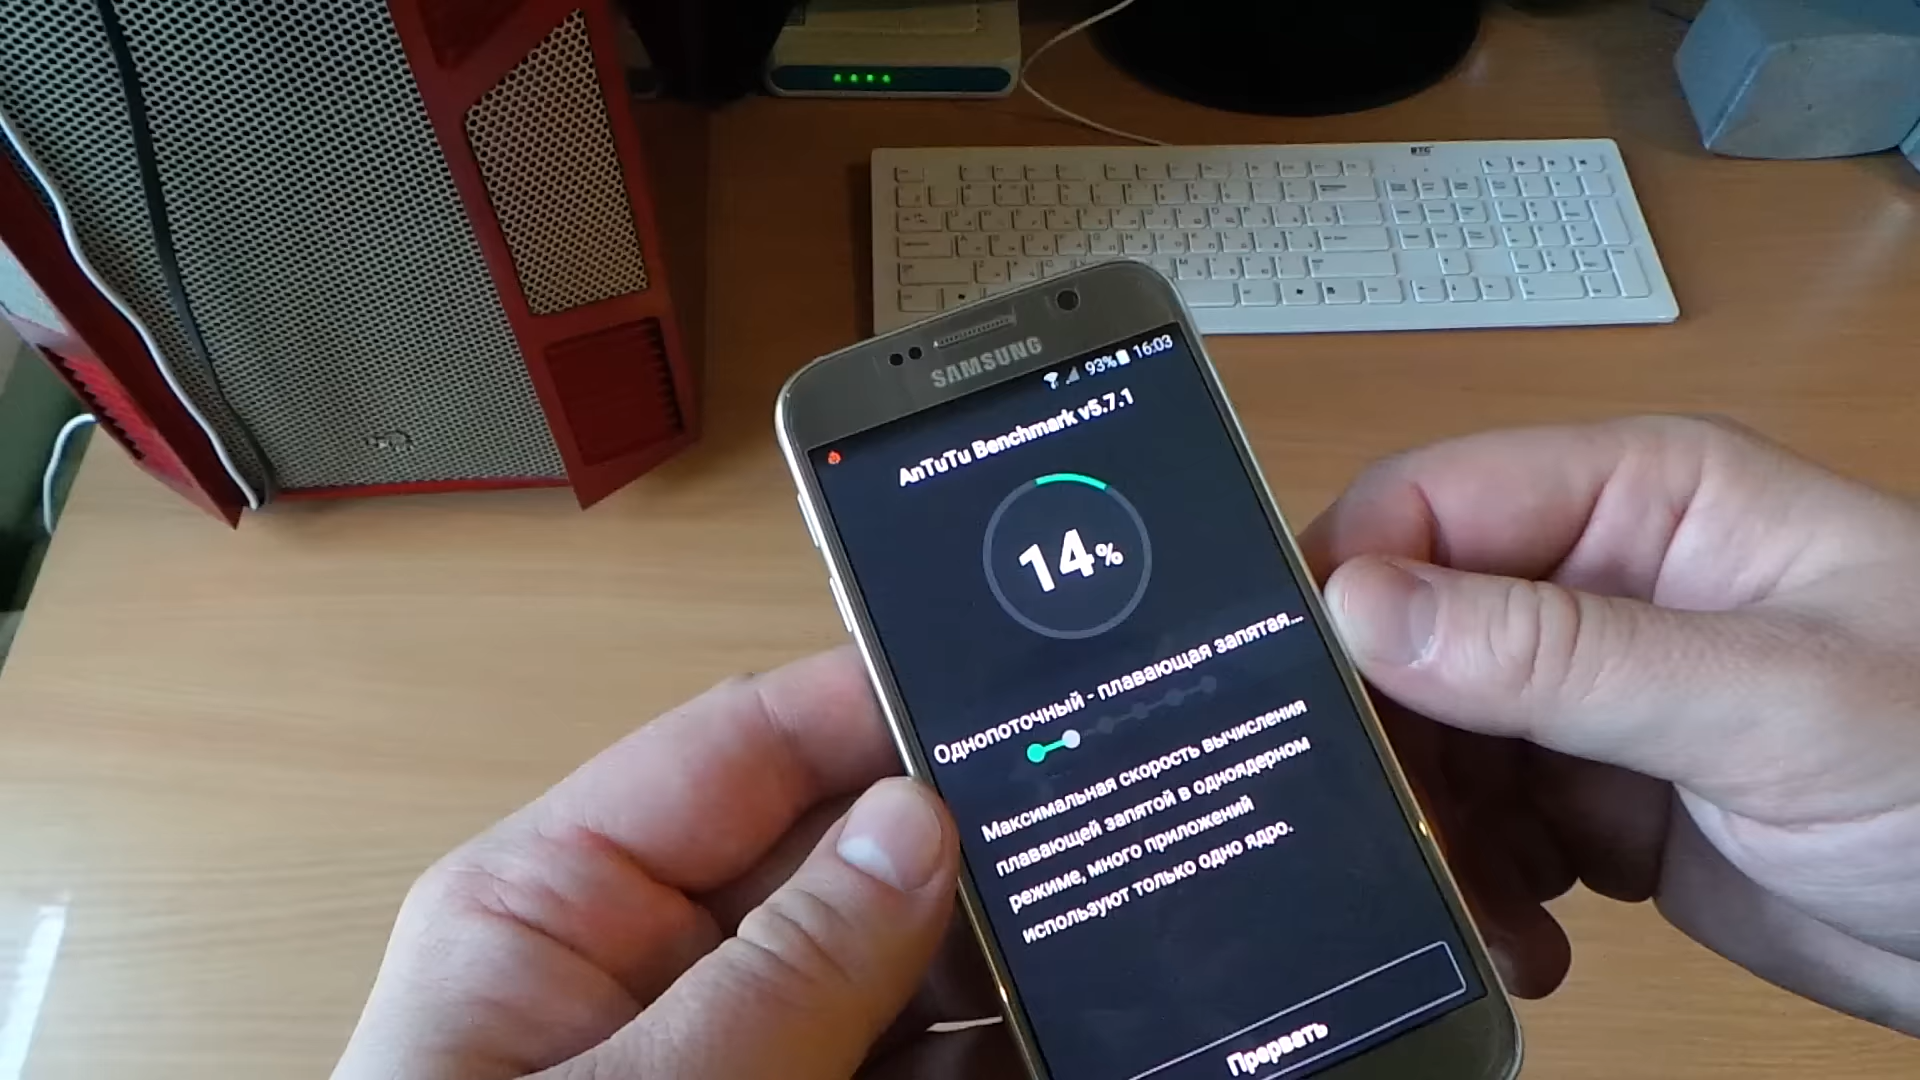 BTC
SAMSUNG
93% 16:03
AnTuTu Benchmark v5.7.1
14%
Однопоточный - плавающая запятая...
Максимальная скорость вычисления
плавающей запятой в одноядерном
режиме, много приложений
используют только одно ядро.
Прервать